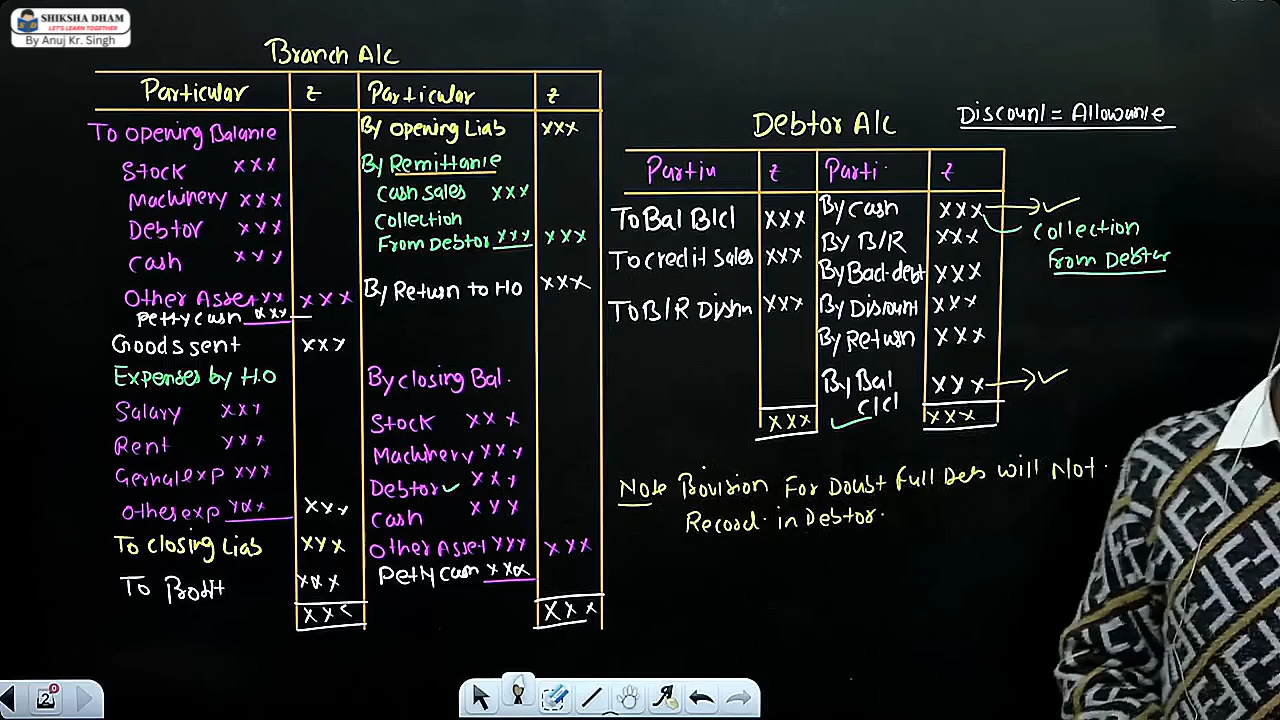 SHIKSHA DHAM
LET'S LEARN TOGETHER
By Anuj Kr. Singh
Branch A/c
Particular ₹ Particular ₹
To opening Balance
Stock xxx
Machinery xxx
Debtor xxx
Cash xxx
Other Asset xx xxx
Petty cash xxx
Goods sent xxx
Expenses by H.O
Salary xxx
Rent xxx
Genral exp xxx
Other exp xxx xxx
To closing Liab xxx
To Profit xxx
xxx
By opening Liab xxx
By Remittance
Cash sales xxx
Collection
From Debtor xxx xxx
By Return to HO xxx
By closing Bal.
Stock xxx
Machinery xxx
Debtor ✓ xxx
Cash xxx
Other Asset xxx xxx
Petty cash xxx
xxx
Debtor A/c
Discount = Allowance
Particu ₹ Parti ₹
To Bal B/d xxx
To credit Sales xxx
To B/R Dishn xxx
xxx
By Cash xxx → ✓
By B/R xxx
By Bad debt xxx
By Discount xxx
By Return xxx
By Bal xxx → ✓
c/d
xxx
Collection
From Debtor
Note Provision For Doubt full Debs will Not
Record in Debtor.
2